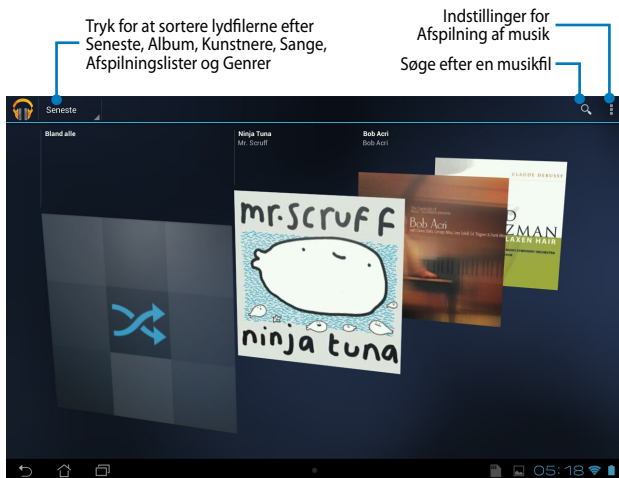 Tryk for at sortere lydfilerne efter
Seneste, Album, Kunstnere, Sange,
Afspilningslister og Genrer
Indstillinger for
Afspilning af musik
Søge efter en musikfil
Seneste
Bland alle
Ninja Tuna
Mr. Scruff
Bob Acri
Bob Acri
mr.scruff
ninja tuna
Bob Acri
CLAUDE DEBUSSY
D
ZMAN
LAXEN HAIR
05:18